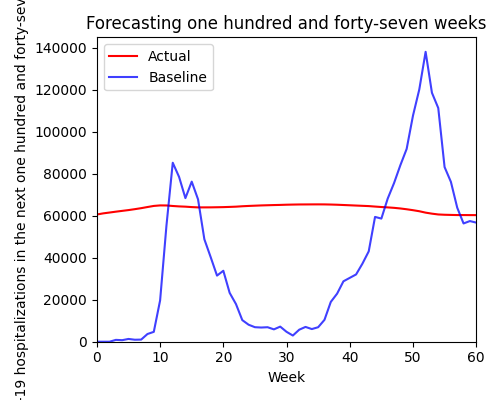 Forecasting one hundred and forty-seven weeks
-19 hospitalizations in the next one hundred and forty-sev
140000
120000
100000
80000
60000
40000
20000
0
Actual
Baseline
0 10 20 30 40 50 60
Week